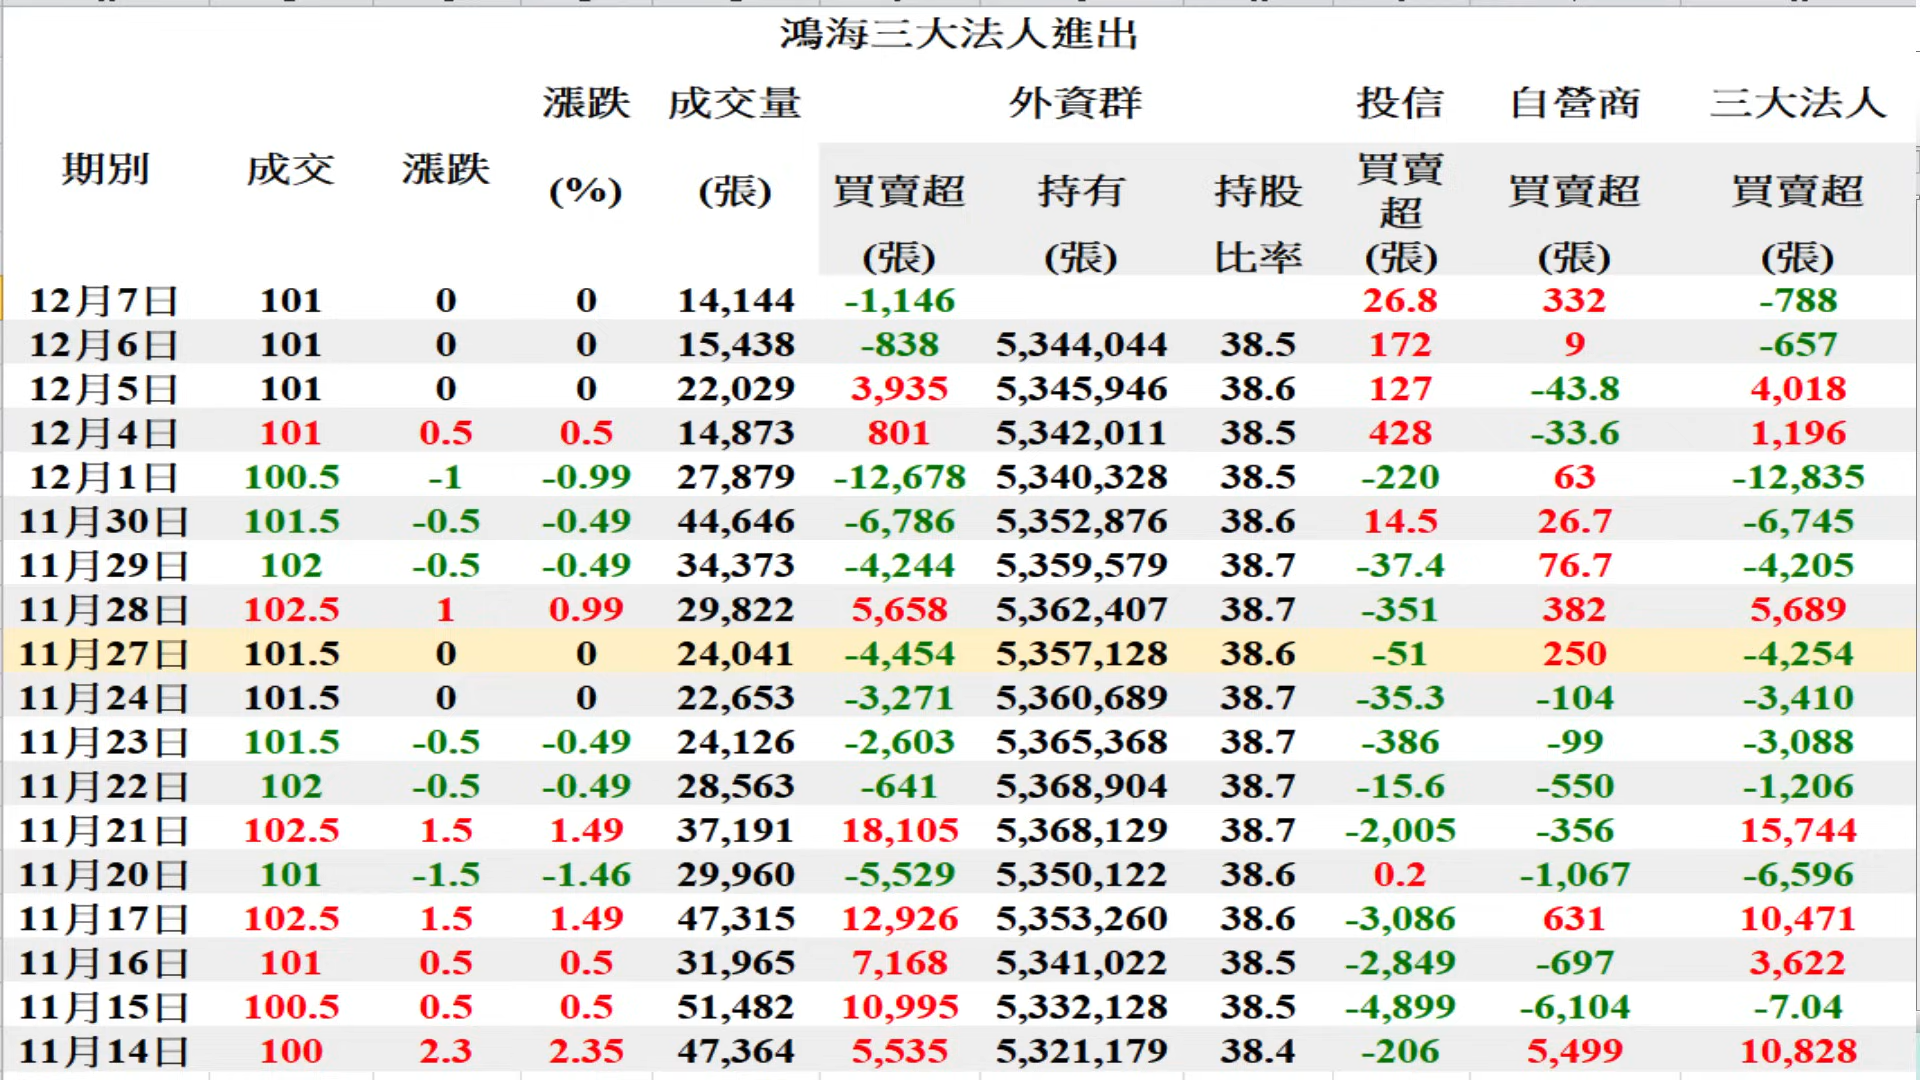 鴻海三大法人進出
漲跌 成交量 外資群 投信 自營商 三大法人
期別 成交 漲跌 (%) (張) 買賣超 持有 持股 買賣超 買賣超 買賣超
(張) (張) 比率 (張) (張) (張)
12月7日 101 0 0 14,144 -1,146 26.8 332 -788
12月6日 101 0 0 15,438 -838 5,344,044 38.5 172 9 -657
12月5日 101 0 0 22,029 3,935 5,345,946 38.6 127 -43.8 4,018
12月4日 101 0.5 0.5 14,873 801 5,342,011 38.5 428 -33.6 1,196
12月1日 100.5 -1 -0.99 27,879 -12,678 5,340,328 38.5 -220 63 -12,835
11月30日 101.5 -0.5 -0.49 44,646 -6,786 5,352,876 38.6 14.5 26.7 -6,745
11月29日 102 -0.5 -0.49 34,373 -4,244 5,359,579 38.7 -37.4 76.7 -4,205
11月28日 102.5 1 0.99 29,822 5,658 5,362,407 38.7 -351 382 5,689
11月27日 101.5 0 0 24,041 -4,454 5,357,128 38.6 -51 250 -4,254
11月24日 101.5 0 0 22,653 -3,271 5,360,689 38.7 -35.3 -104 -3,410
11月23日 101.5 -0.5 -0.49 24,126 -2,603 5,365,368 38.7 -386 -99 -3,088
11月22日 102 -0.5 -0.49 28,563 -641 5,368,904 38.7 -15.6 -550 -1,206
11月21日 102.5 1.5 1.49 37,191 18,105 5,368,129 38.7 -2,005 -356 15,744
11月20日 101 -1.5 -1.46 29,960 -5,529 5,350,122 38.6 0.2 -1,067 -6,596
11月17日 102.5 1.5 1.49 47,315 12,926 5,353,260 38.6 -3,086 631 10,471
11月16日 101 0.5 0.5 31,965 7,168 5,341,022 38.5 -2,849 -697 3,622
11月15日 100.5 0.5 0.5 51,482 10,995 5,332,128 38.5 -4,899 -6,104 -7.04
11月14日 100 2.3 2.35 47,364 5,535 5,321,179 38.4 -206 5,499 10,828